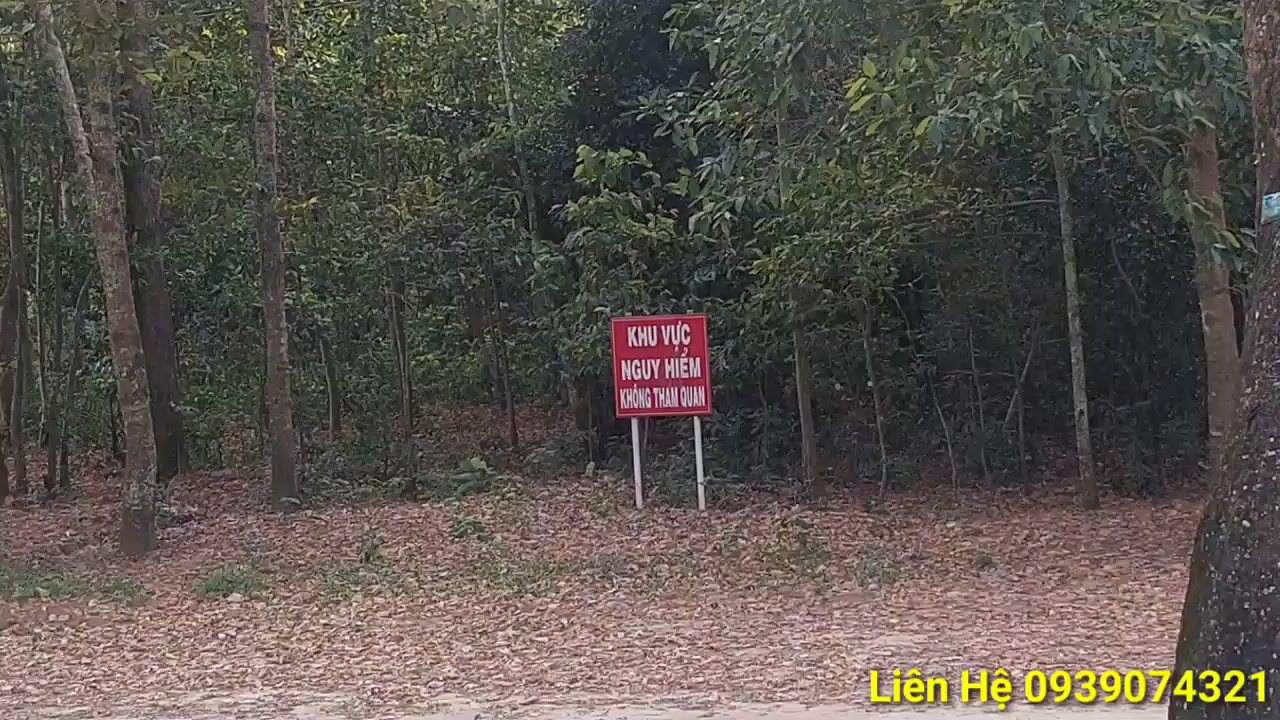 KHU VỰC
NGUY HIỂM
KHÔNG THAM QUAN
Liên Hệ 0939074321